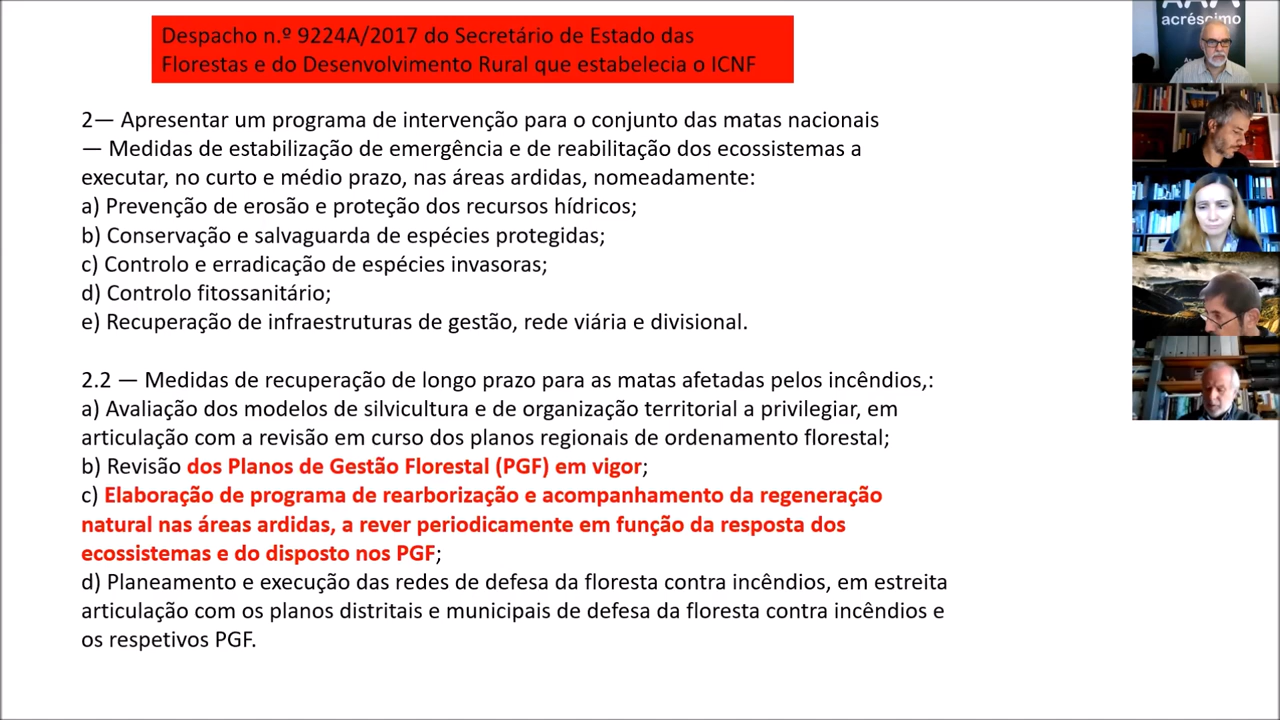 Despacho n.º 9224A/2017 do Secretário de Estado das
Florestas e do Desenvolvimento Rural que estabelecia o ICNF
2— Apresentar um programa de intervenção para o conjunto das matas nacionais
— Medidas de estabilização de emergência e de reabilitação dos ecossistemas a
executar, no curto e médio prazo, nas áreas ardidas, nomeadamente:
a) Prevenção de erosão e proteção dos recursos hídricos;
b) Conservação e salvaguarda de espécies protegidas;
c) Controlo e erradicação de espécies invasoras;
d) Controlo fitossanitário;
e) Recuperação de infraestruturas de gestão, rede viária e divisional.
2.2 — Medidas de recuperação de longo prazo para as matas afetadas pelos incêndios,:
a) Avaliação dos modelos de silvicultura e de organização territorial a privilegiar, em
articulação com a revisão em curso dos planos regionais de ordenamento florestal;
b) Revisão dos Planos de Gestão Florestal (PGF) em vigor;
c) Elaboração de programa de rearborização e acompanhamento da regeneração
natural nas áreas ardidas, a rever periodicamente em função da resposta dos
ecossistemas e do disposto nos PGF;
d) Planeamento e execução das redes de defesa da floresta contra incêndios, em estreita
articulação com os planos distritais e municipais de defesa da floresta contra incêndios e
os respetivos PGF.
acréscimo